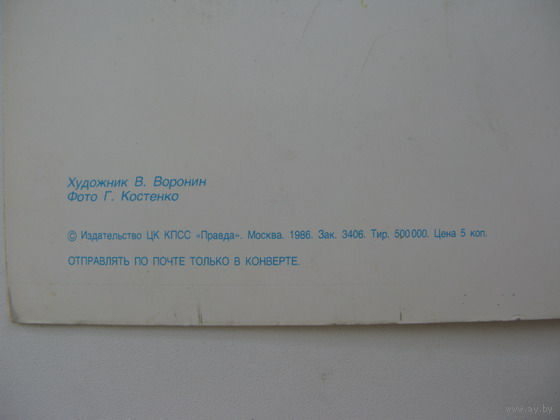 Художник В. Воронин
Фото Г. Костенко
© Издательство ЦК КПСС «Правда». Москва. 1986. Зак. 3406. Тир. 500 000. Цена 5 коп.
ОТПРАВЛЯТЬ ПО ПОЧТЕ ТОЛЬКО В КОНВЕРТЕ.
www.ay.by